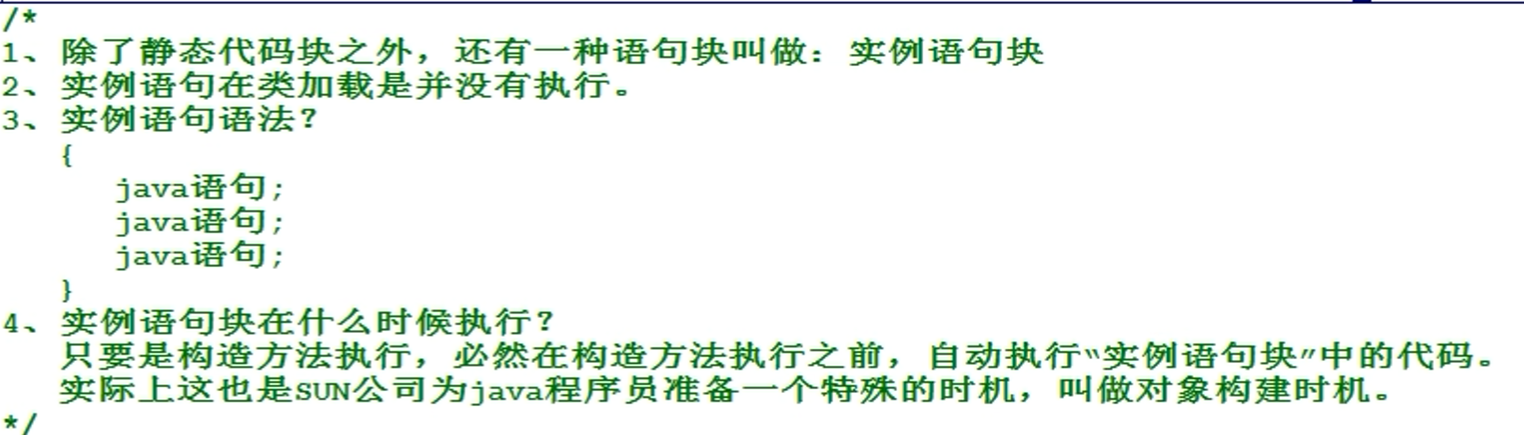 /*
1、除了静态代码块之外，还有一种语句块叫做：实例语句块
2、实例语句在类加载是并没有执行。
3、实例语句语法？
{
java语句;
java语句;
java语句;
}
4、实例语句块在什么时候执行？
只要是构造方法执行，必然在构造方法执行之前，自动执行“实例语句块”中的代码。
实际上这也是SUN公司为java程序员准备一个特殊的时机，叫做对象构建时机。
*/